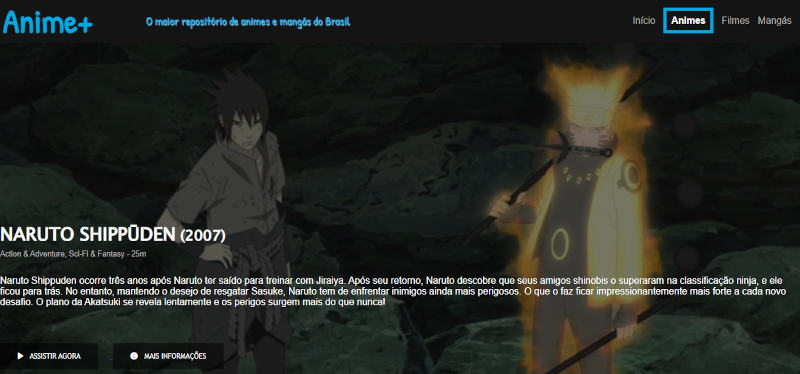 Anime+
O maior repositório de animes e mangás do Brasil
Início
Animes
Filmes
Mangás
NARUTO SHIPPŪDEN (2007)
Action & Adventure, Sci-Fi & Fantasy - 25m
Naruto Shippuden ocorre três anos após Naruto ter saído para treinar com Jiraiya. Após seu retorno, Naruto descobre que seus amigos shinobis o superaram na classificação ninja, e ele
ficou para trás. No entanto, mantendo o desejo de resgatar Sasuke, Naruto tem de enfrentar inimigos ainda mais perigosos. O que o faz ficar impressionantemente mais forte a cada novo
desafio. O plano da Akatsuki se revela lentamente e os perigos surgem mais do que nunca!
ASSISTIR AGORA
MAIS INFORMAÇÕES